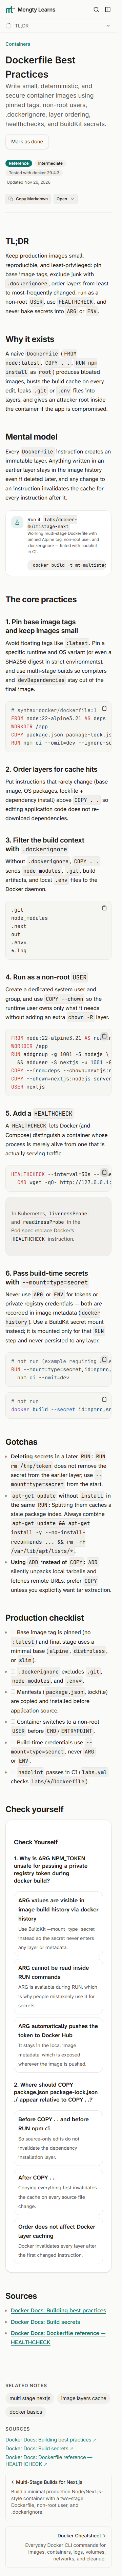 Mengty Learns
TL;DR
Containers
Dockerfile Best
Practices
Write small, deterministic, and
secure container images using
pinned tags, non-root users,
.dockerignore, layer ordering,
healthchecks, and BuildKit secrets.
Mark as done
Reference
Intermediate
Tested with docker 29.4.3
Updated Nov 26, 2026
Copy Markdown
Open
TL;DR
Keep production images small,
reproducible, and least-privileged: pin
base image tags, exclude junk with
.dockerignore, order layers from least-
to most-frequently changed, run as a
non-root USER, use HEALTHCHECK, and
never bake secrets into ARG or ENV.
Why it exists
A naive Dockerfile (FROM
node:latest, COPY . ., RUN npm
install as root) produces bloated
images, busts the build cache on every
edit, leaks .git or .env files into
layers, and gives an attacker root inside
the container if the app is compromised.
Mental model
Every Dockerfile instruction creates an
immutable layer. Anything written in an
earlier layer stays in the image history
even if deleted later, and any change to
an instruction invalidates the cache for
every instruction after it.
Run it: labs/docker-
multistage-next
Working multi-stage Dockerfile with
pinned Alpine tag, non-root user, and
.dockerignore — linted with hadolint
in CI.
docker build -t mt-multistag
The core practices
1. Pin base image tags
and keep images small
Avoid floating tags like :latest. Pin a
specific runtime version and OS variant (or even a
SHA256 digest in strict environments),
and use multi-stage builds to compilers
and devDependencies stay out of the
final image.
# syntax=docker/dockerfile:1
FROM node:22-alpine3.21 AS deps
WORKDIR /app
COPY package.json package-lock.js
RUN npm ci --omit=dev --ignore-sc
2. Order layers for cache hits
Put instructions that rarely change (base
image, OS packages, lockfile +
dependency install) above COPY . ., so
editing application code does not re-
download dependencies.
3. Filter the build context
with .dockerignore
Without .dockerignore, COPY . .
sends node_modules, .git, build
artifacts, and local .env files to the
Docker daemon.
.git
node_modules
.next
out
.env*
*.log
4. Run as a non-root USER
Create a dedicated system user and
group, and use COPY --chown so the
runtime user owns only what it needs
without adding an extra chown -R layer.
FROM node:22-alpine3.21 AS ru
WORKDIR /app
RUN addgroup -g 1001 -S nodejs \
&& adduser -S nextjs -u 1001 -G
COPY --from=deps --chown=nextjs:n
COPY --chown=nextjs:nodejs server
USER nextjs
5. Add a HEALTHCHECK
A HEALTHCHECK lets Docker (and
Compose) distinguish a container whose
process is merely alive from one that is
actually serving traffic.
HEALTHCHECK --interval=30s --
CMD wget -qO- http://127.0.0.1:
In Kubernetes, livenessProbe
and readinessProbe in the
Pod spec replace Docker's
HEALTHCHECK instruction.
6. Pass build-time secrets
with --mount=type=secret
Never use ARG or ENV for tokens or
private registry credentials — both are
recorded in image metadata (docker
history). Use a BuildKit secret mount
instead; it is mounted only for that RUN
step and never persisted to any layer.
# not run (example requiring
RUN --mount=type=secret,id=npmrc,
npm ci --omit=dev
# not run
docker build --secret id=npmrc,sr
Gotchas
Deleting secrets in a later RUN: RUN
rm /tmp/token does not remove the
secret from the earlier layer; use --
mount=type=secret from the start.
apt-get update without install in
the same RUN: Splitting them caches a
stale package index. Always combine
apt-get update && apt-get
install -y --no-install-
recommends ... && rm -rf
/var/lib/apt/lists/*.
Using ADD instead of COPY: ADD
silently unpacks local tarballs and
fetches remote URLs; prefer COPY
unless you explicitly want tar extraction.
Production checklist
Base image tag is pinned (no
:latest) and final stage uses a
minimal base (alpine, distroless,
or slim).
.dockerignore excludes .git,
node_modules, and .env*.
Manifests (package.json, lockfile)
are copied and installed before
application source.
Container switches to a non-root
USER before CMD/ENTRYPOINT.
Build-time credentials use --
mount=type=secret, never ARG
or ENV.
hadolint passes in CI (labs.yml
checks labs/*/Dockerfile).
Check yourself
Check Yourself
1. Why is ARG NPM_TOKEN
unsafe for passing a private
registry token during
docker build?
ARG values are visible in
image build history via docker
history
Use BuildKit --mount=type=secret
instead so the secret never enters
any layer or metadata.
ARG cannot be read inside
RUN commands
ARG is available during RUN, which
is why people mistakenly use it for
secrets.
ARG automatically pushes the
token to Docker Hub
It stays in the local image
metadata, which is exposed
wherever the image is pushed.
2. Where should COPY
package.json package-lock.json
./ appear relative to COPY . .?
Before COPY . . and before
RUN npm ci
So source-only edits do not
invalidate the dependency
installation layer.
After COPY . .
Copying everything first invalidates
the cache on every source file
change.
Order does not affect Docker
layer caching
Docker invalidates every layer after
the first changed instruction.
Sources
Docker Docs: Building best practices
Docker Docs: Build secrets
Docker Docs: Dockerfile reference —
HEALTHCHECK
RELATED NOTES
multi stage nextjs
image layers cache
docker basics
SOURCES
Docker Docs: Building best practices ↗
Docker Docs: Build secrets ↗
Docker Docs: Dockerfile reference —
HEALTHCHECK ↗
Multi-Stage Builds for Next.js
Build a minimal production Node/Next.js-
style container with a two-stage
Dockerfile, non-root user, and
.dockerignore.
Docker Cheatsheet
Everyday Docker CLI commands for
images, containers, logs, volumes,
networks, and cleanup.